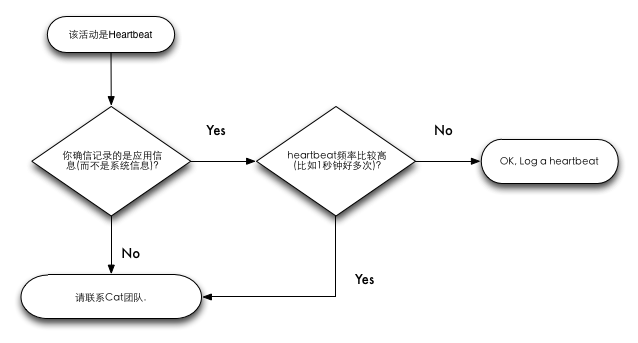 该活动是Heartbeat
你确信记录的是应用信
息(而不是系统信息)?
Yes
heartbeat频率比较高
(比如1秒钟好多次)?
No
OK, Log a heartbeat
No
Yes
请联系Cat团队.